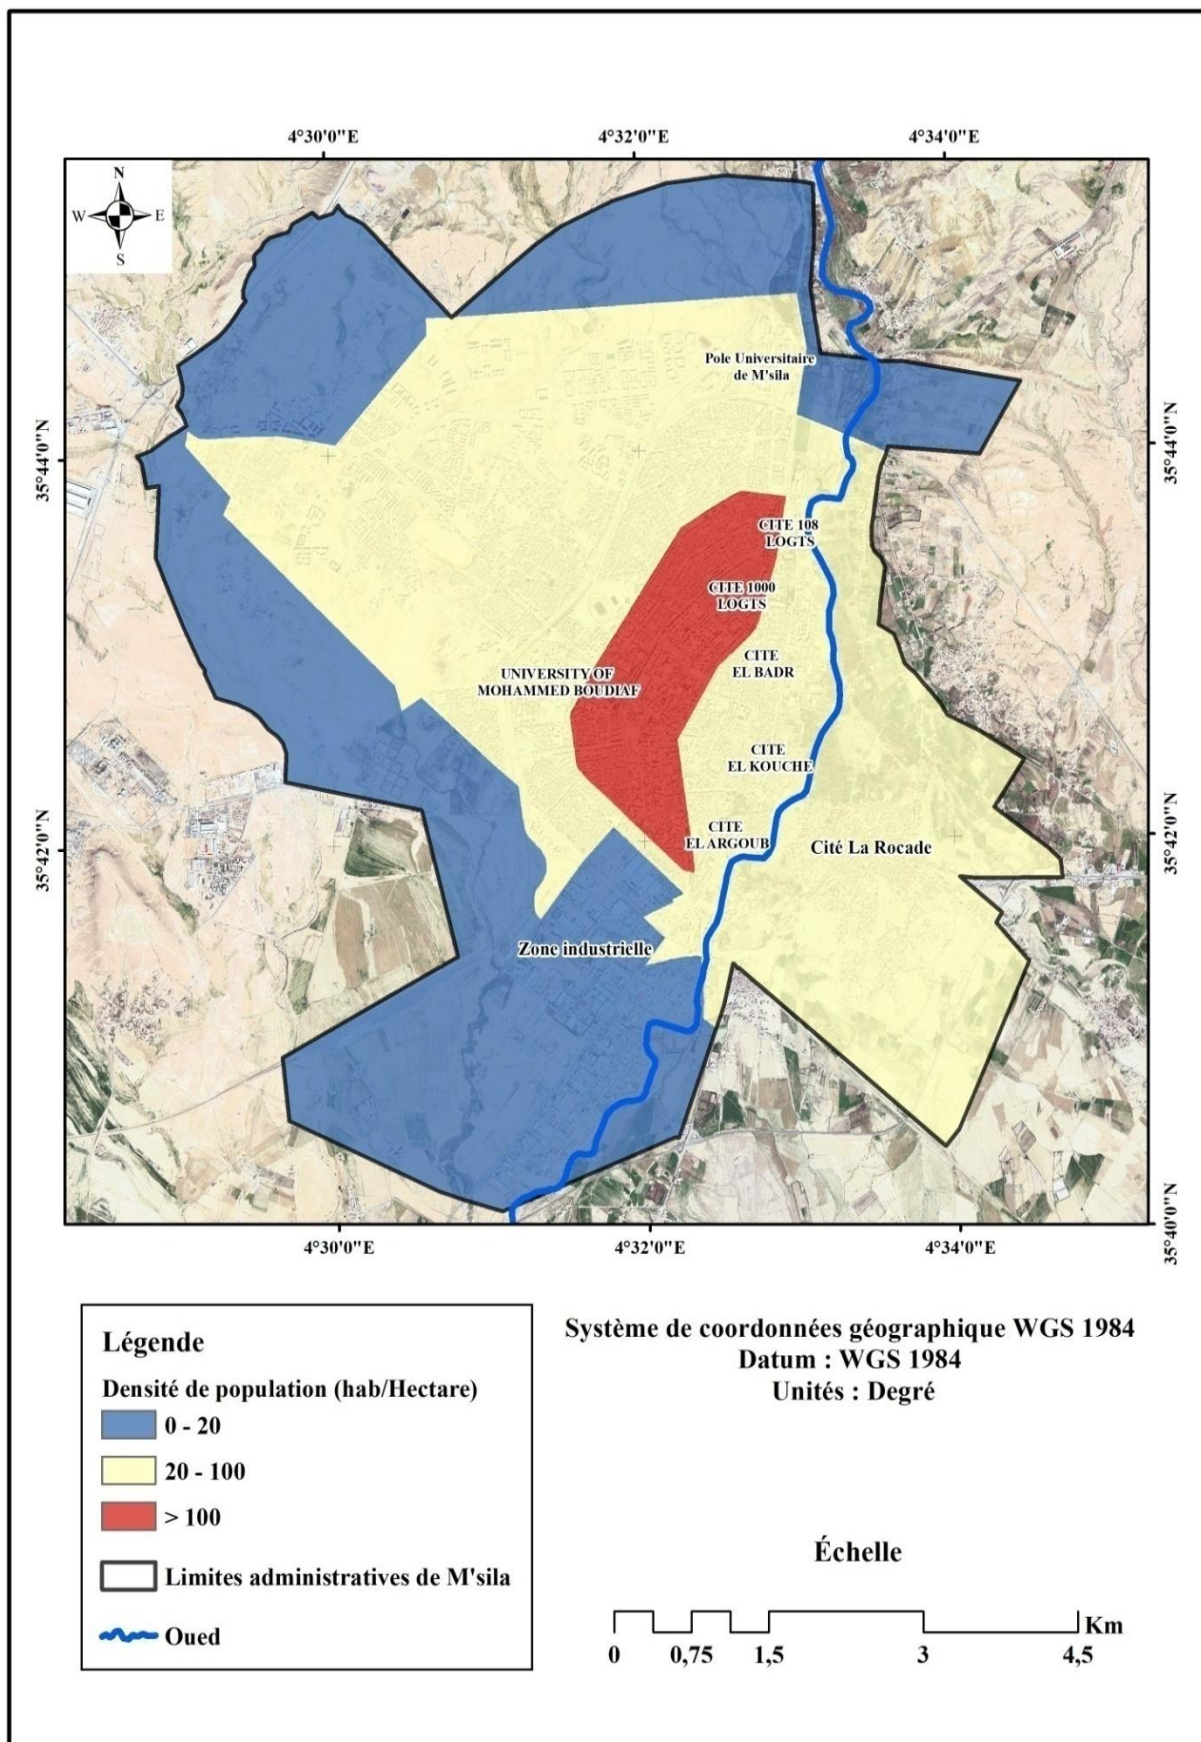 4°30'0"E
4°32'0"E
4°34'0"E
N
W
E
S
Pole Universitaire
de M'sila
35°44'0"N
35°44'0"N
CITE 108
LOGTS
CITE 1000
LOGTS
CITE
EL BADR
UNIVERSITY OF
MOHAMMED BOUDIAF
CITE
EL KOUCHE
CITE
EL ARGOUB
Cité La Rocade
35°42'0"N
35°42'0"N
Zone industrielle
35°40'0"N
4°30'0"E
4°32'0"E
4°34'0"E
Légende
Densité de population (hab/Hectare)
0 - 20
20 - 100
> 100
Limites administratives de M'sila
Oued
Système de coordonnées géographique WGS 1984
Datum : WGS 1984
Unités : Degré
Échelle
Km
0
0,75
1,5
3
4,5